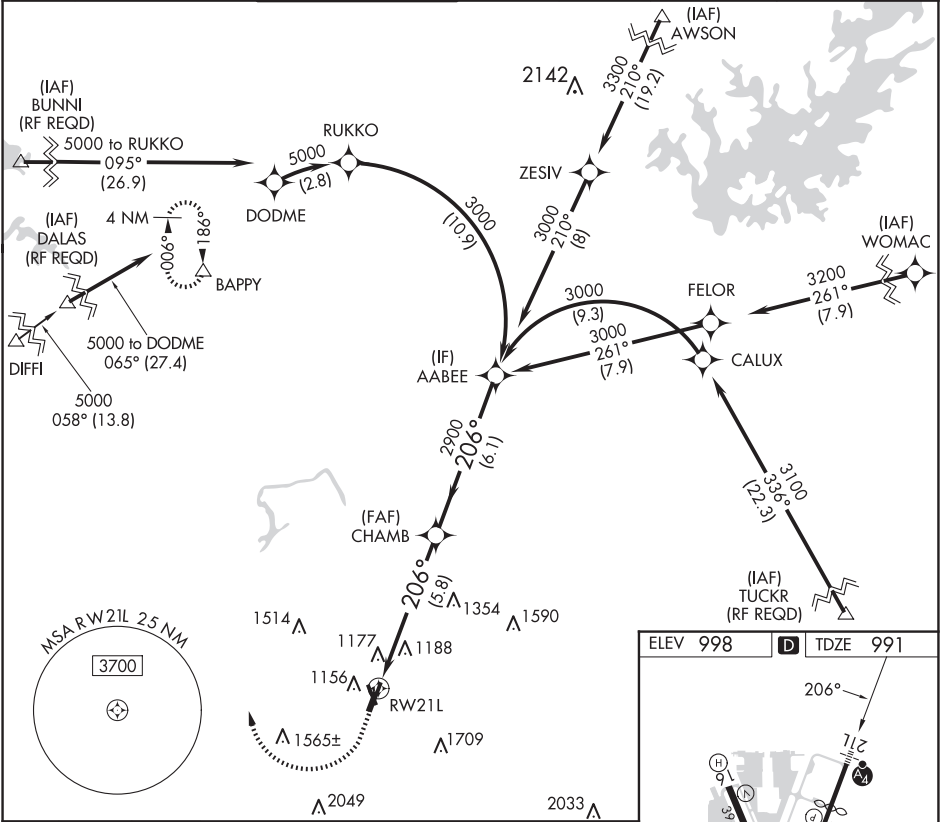 (IAF)
AWSON
2142
3300
210°
(19.2)
(IAF)
BUNNI
(RF REQD)
5000 to RUKKO
095°
(26.9)
RUKKO
5000
(2.8)
DODME
ZESIV
3000
(10.9)
3000
210°
(8)
(IAF)
DALAS
(RF REQD)
4 NM
006°
186°
BAPPY
(IAF)
WOMAC
3200
261°
(7.9)
FELOR
3000
(9.3)
3000
261°
(7.9)
CALUX
5000 to DODME
065° (27.4)
DIFFI
5000
058° (13.8)
(IF)
AABEE
2900
206°
(6.1)
3100
336°
(22.3)
(FAF)
CHAMB
206°
(5.8)
(IAF)
TUCKR
(RF REQD)
1354
1590
1514
1177
1188
1156
RW21L
1565±
1709
2049
2033
MSA RW21L 25 NM
3700
ELEV 998
D
TDZE 991
206°
21L
A4
H
16
V
39
P